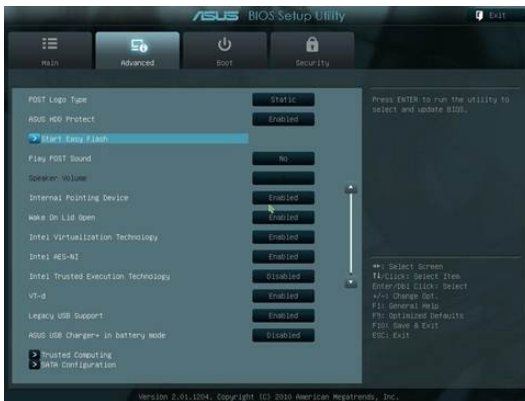 ASUS BIOS Setup Utility
Exit
Main
Advanced
Boot
Security
POST Logo Type
Static
ASUS HDD Protect
Enabled
Start Easy Flash
Play POST Sound
No
Speaker Volume
Internal Pointing Device
Enabled
Wake On Lid Open
Enabled
Intel Virtualization Technology
Enabled
Intel AES-NI
Enabled
Intel Trusted Execution Technology
Disabled
VT-d
Enabled
Legacy USB Support
Enabled
ASUS USB Charger+ in battery mode
Disabled
Trusted Computing
SATA Configuration
Press ENTER to run the utility to
select and update BIOS.
→←: Select Screen
↑↓/Click: Select Item
Enter/Dbl Click: Select
+/-: Change Opt.
F1: General Help
F9: Optimized Defaults
F10: Save & Exit
ESC: Exit
Version 2.01.1204. Copyright (C) 2010 American Megatrends, Inc.